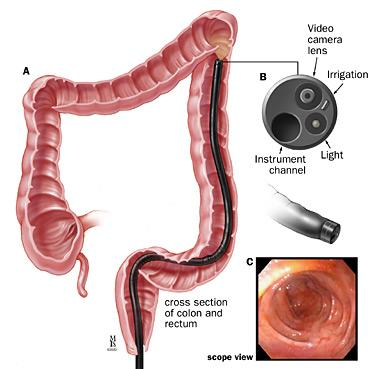 A
B
Video
camera
lens
Irrigation
Instrument
channel
Light
C
cross section
of colon and
rectum
scope view